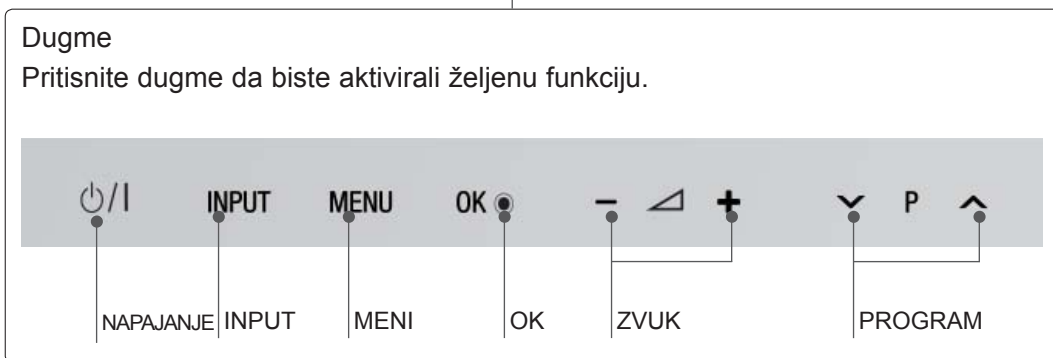 Dugme
Pritisnite dugme da biste aktivirali željenu funkciju.
⏻/I INPUT MENU OK − + P
NAPAJANJE INPUT MENI OK ZVUK PROGRAM